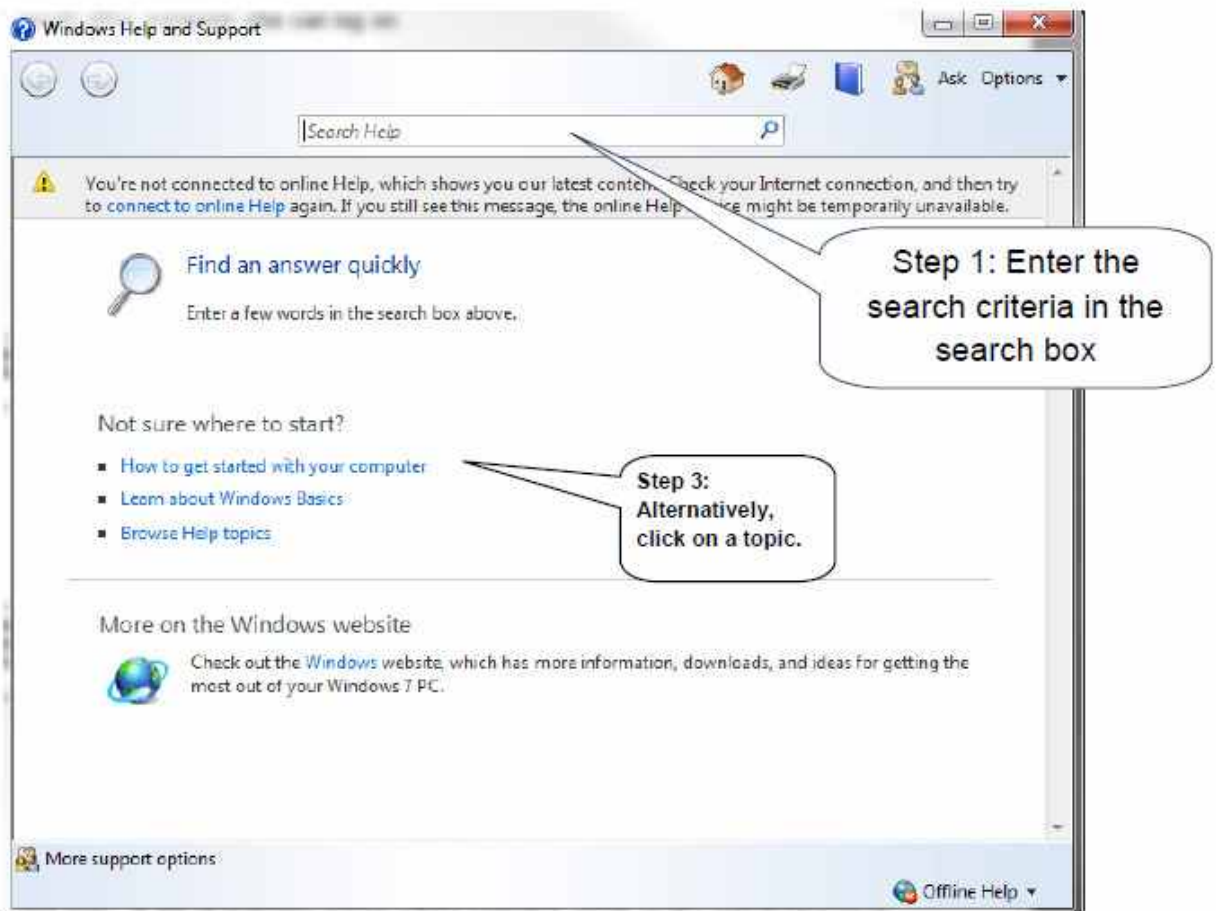 Windows Help and Support
Ask Options
Search Help
You're not connected to online Help, which shows you our latest content. Check your Internet connection, and then try
to connect to online Help again. If you still see this message, the online Help might be temporarily unavailable.
Step 1: Enter the
search criteria in the
search box
Find an answer quickly
Enter a few words in the search box above.
Not sure where to start?
How to get started with your computer
Learn about Windows Basics
Browse Help topics
Step 3:
Alternatively,
click on a topic.
More on the Windows website
Check out the Windows website, which has more information, downloads, and ideas for getting the
most out of your Windows 7 PC.
More support options
Offline Help